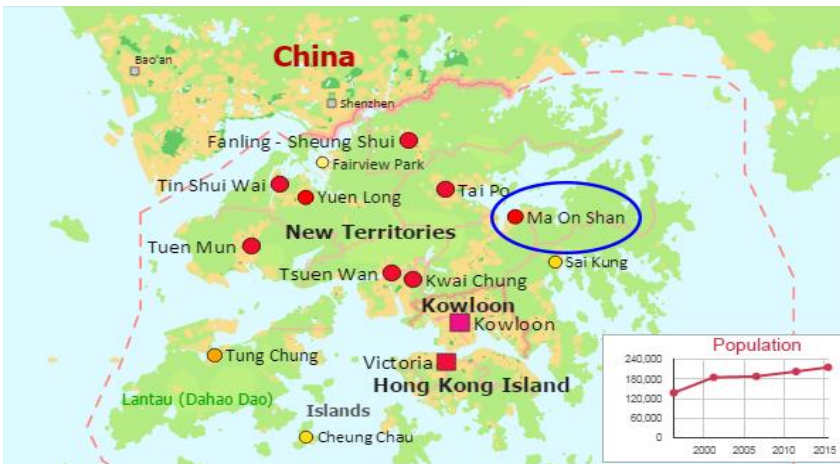 China
Bao'an
Shenzhen
Fanling - Sheung Shui
Fairview Park
Tin Shui Wai
Yuen Long
Tai Po
Ma On Shan
New Territories
Tuen Mun
Sai Kung
Tsuen Wan
Kwai Chung
Kowloon
Kowloon
Tung Chung
Victoria
Hong Kong Island
Lantau (Dahao Dao)
Islands
Cheung Chau
Population
240,000
180,000
120,000
60,000
0
2000 2005 2010 2015